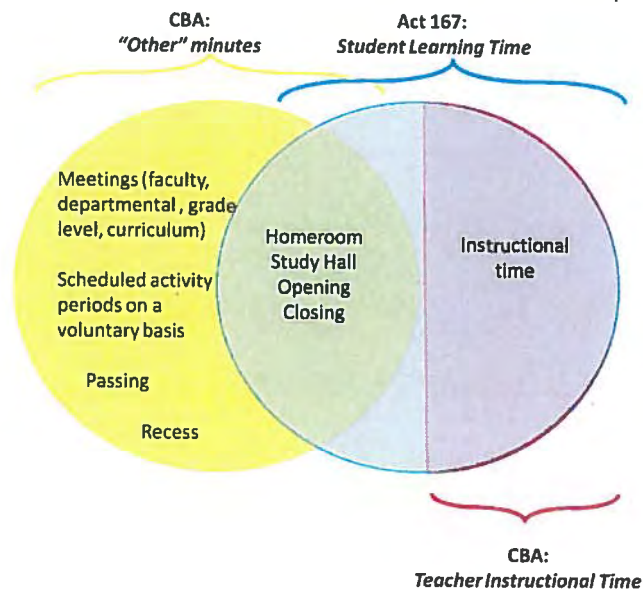 CBA:
"Other" minutes
Act 167:
Student Learning Time
Meetings (faculty,
departmental, grade
level, curriculum)
Scheduled activity
periods on a
voluntary basis
Passing
Recess
Homeroom
Study Hall
Opening
Closing
Instructional
time
CBA:
Teacher Instructional Time